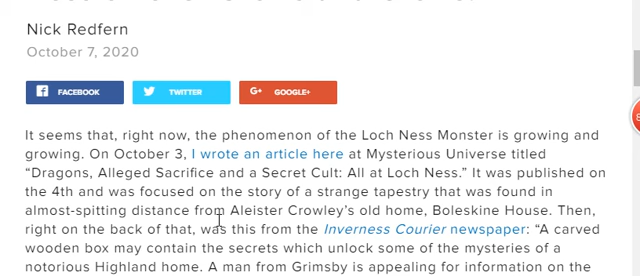 Nick Redfern
October 7, 2020
FACEBOOK TWITTER GOOGLE+
It seems that, right now, the phenomenon of the Loch Ness Monster is growing and
growing. On October 3, I wrote an article here at Mysterious Universe titled
“Dragons, Alleged Sacrifice and a Secret Cult: All at Loch Ness.” It was published on
the 4th and was focused on the story of a strange tapestry that was found in
almost-spitting distance from Aleister Crowley’s old home, Boleskine House. Then,
right on the back of that, was this from the Inverness Courier newspaper: “A carved
wooden box may contain the secrets which unlock some of the mysteries of a
notorious Highland home. A man from Grimsby is appealing for information on the